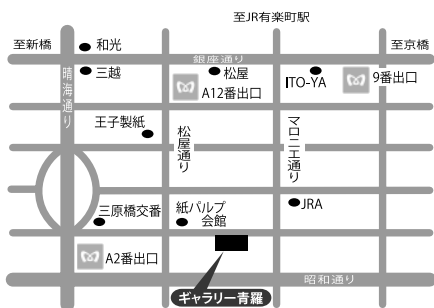 至JR有楽町駅
至新橋
和光
至京橋
銀座通り
三越
松屋
ITO-YA
9番出口
A12番出口
晴海通り
王子製紙
松屋通り
マロニエ通り
三原橋交番
紙パルプ
会館
JRA
A2番出口
昭和通り
ギャラリー青羅